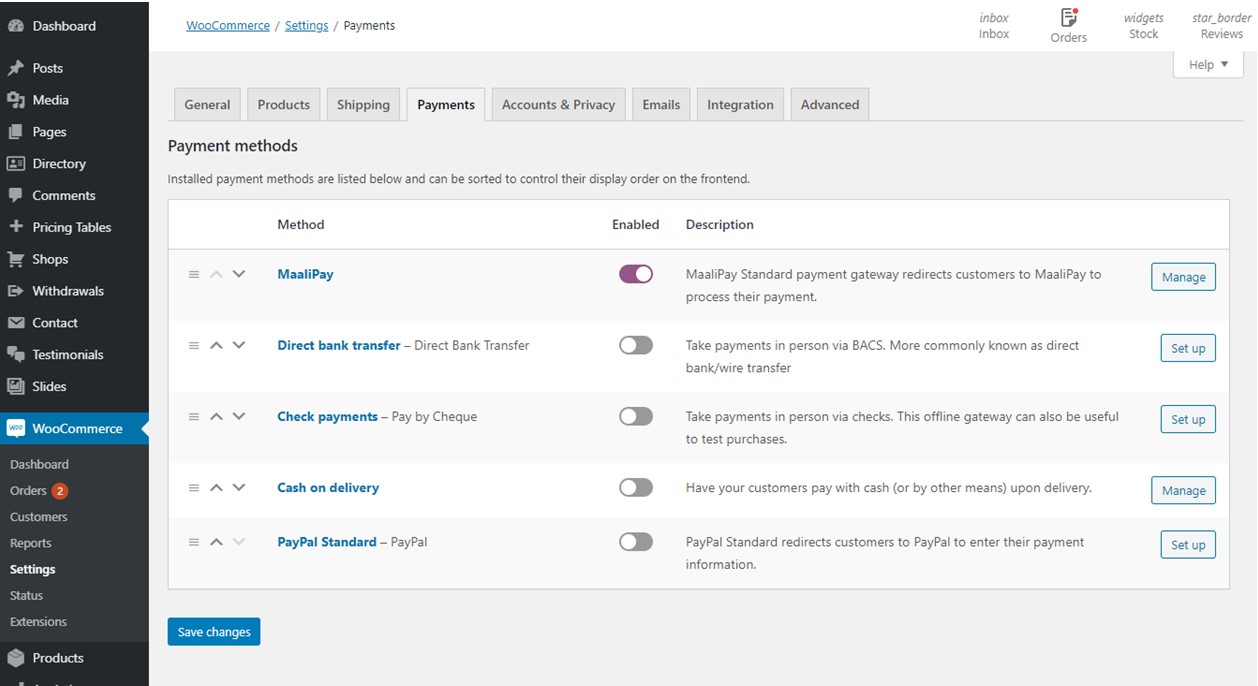 Dashboard
Posts
Media
Pages
Directory
Comments
Pricing Tables
Shops
Withdrawals
Contact
Testimonials
Slides
WooCommerce
Dashboard
Orders 2
Customers
Reports
Settings
Status
Extensions
Products
WooCommerce / Settings / Payments
inbox
Inbox
Orders
widgets
Stock
star_border
Reviews
Help
General Products Shipping Payments Accounts & Privacy Emails Integration Advanced
Payment methods
Installed payment methods are listed below and can be sorted to control their display order on the frontend.
Method Enabled Description
MaaliPay
MaaliPay Standard payment gateway redirects customers to MaaliPay to
process their payment.
Manage
Direct bank transfer – Direct Bank Transfer
Take payments in person via BACS. More commonly known as direct
bank/wire transfer
Set up
Check payments – Pay by Cheque
Take payments in person via checks. This offline gateway can also be useful
to test purchases.
Set up
Cash on delivery
Have your customers pay with cash (or by other means) upon delivery.
Manage
PayPal Standard – PayPal
PayPal Standard redirects customers to PayPal to enter their payment
information.
Set up
Save changes